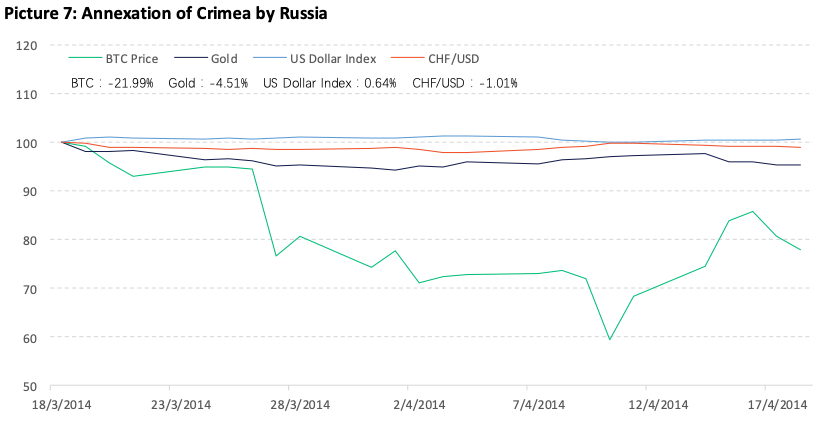 Picture 7: Annexation of Crimea by Russia
120
BTC Price Gold US Dollar Index CHF/USD
BTC : -21.99% Gold : -4.51% US Dollar Index : 0.64% CHF/USD : -1.01%
110
100
90
80
70
60
50
18/3/2014 23/3/2014 28/3/2014 2/4/2014 7/4/2014 12/4/2014 17/4/2014